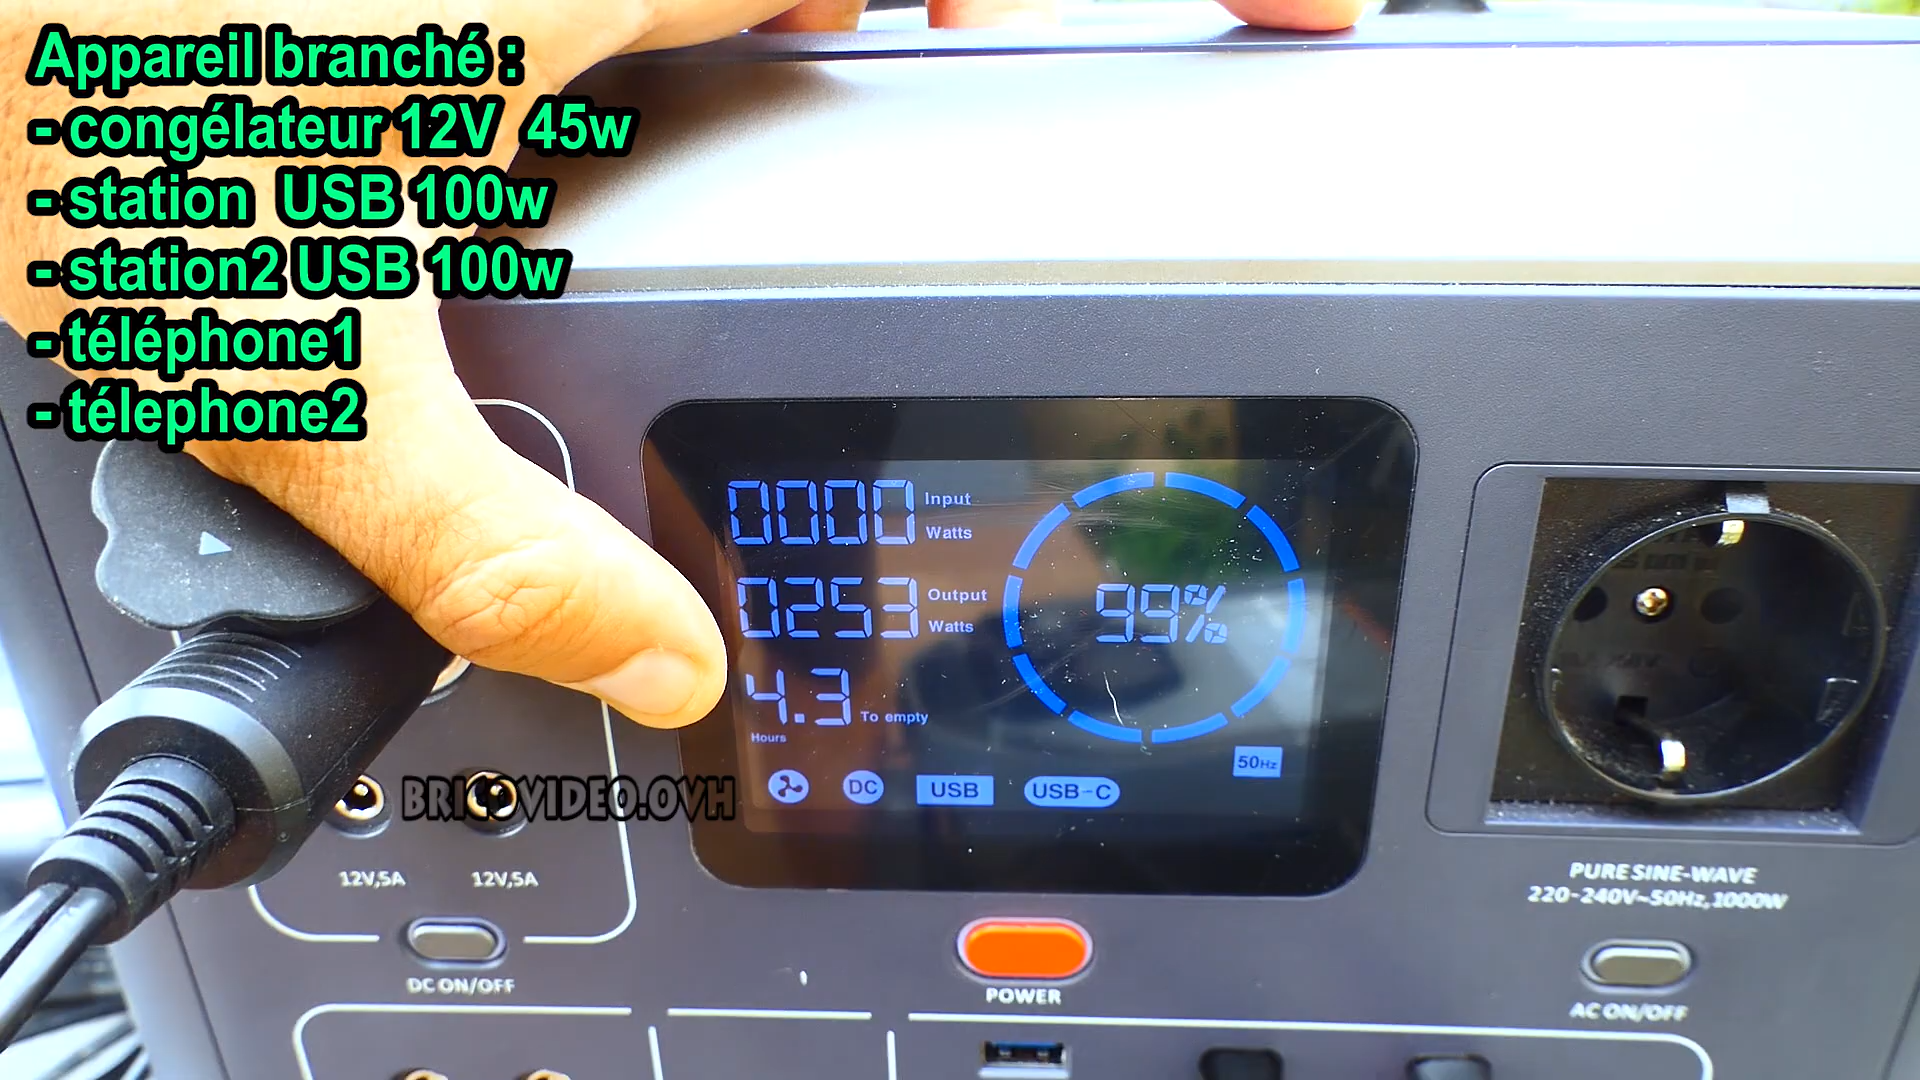 Appareil branché :
- congélateur 12V 45w
- station USB 100w
- station2 USB 100w
- téléphone1
- télephone2
0000 Input Watts
0253 Output Watts
4.3 To empty
Hours
99%
50Hz
DC
USB
USB-C
BRICOVIDEO.OVH
12V,5A
12V,5A
DC ON/OFF
POWER
PURE SINE-WAVE
220-240V~50Hz,1000W
AC ON/OFF